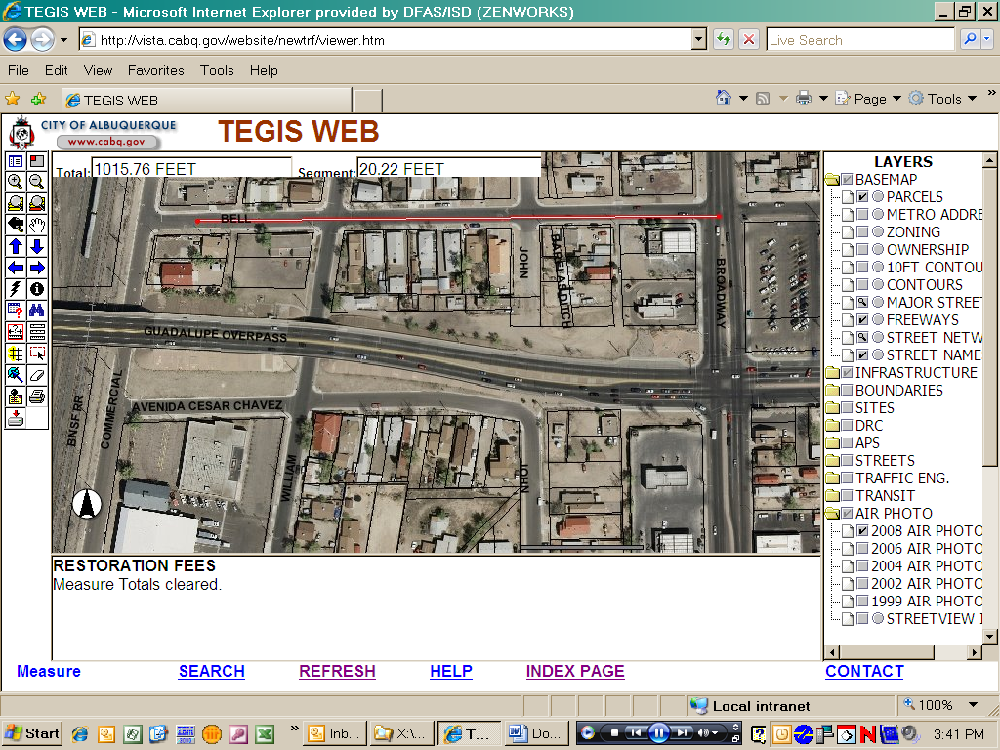 TEGIS WEB - Microsoft Internet Explorer provided by DFAS/ISD (ZENWORKS)
http://vista.cabq.gov/website/newtrf/viewer.htm
Live Search
File Edit View Favorites Tools Help
TEGIS WEB
Page Tools »
CITY OF ALBUQUERQUE
www.cabq.gov
TEGIS WEB
Total: 1015.76 FEET Segment: 20.22 FEET
BELL
JOHN
BARELAS DITCH
BROADWAY
GUADALUPE OVERPASS
AVENIDA CESAR CHAVEZ
BNSF RR
COMMERCIAL
WILLIAM
JOHN
LAYERS
BASEMAP
PARCELS
METRO ADDRE
ZONING
OWNERSHIP
10FT CONTOU
CONTOURS
MAJOR STREE
FREEWAYS
STREET NETW
STREET NAME
INFRASTRUCTURE
BOUNDARIES
SITES
DRC
APS
STREETS
TRAFFIC ENG.
TRANSIT
AIR PHOTO
2008 AIR PHOTO
2006 AIR PHOTO
2004 AIR PHOTO
2002 AIR PHOTO
1999 AIR PHOTO
STREETVIEW
RESTORATION FEES
Measure Totals cleared.
Measure SEARCH REFRESH HELP INDEX PAGE CONTACT
Local intranet 100%
Start » Inb... X:\... T... Do... 3:41 PM